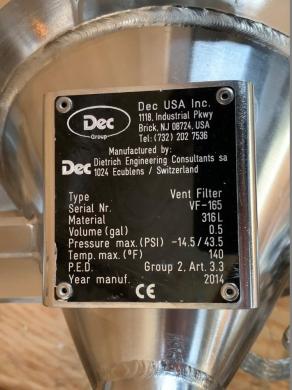 Dec
Group
Dec USA Inc.
1118, Industrial Pkwy
Brick, NJ 08724, USA
Tel: (732) 202 7536
Manufactured by:
Dec Dietrich Engineering Consultants sa
1024 Ecublens / Switzerland
Type Vent Filter
Serial Nr. VF-165
Material 316L
Volume (gal) 0.5
Pressure max. (PSI) -14.5/43.5
Temp. max. (°F) 140
P.E.D. Group 2, Art. 3.3
Year manuf. 2014
CE